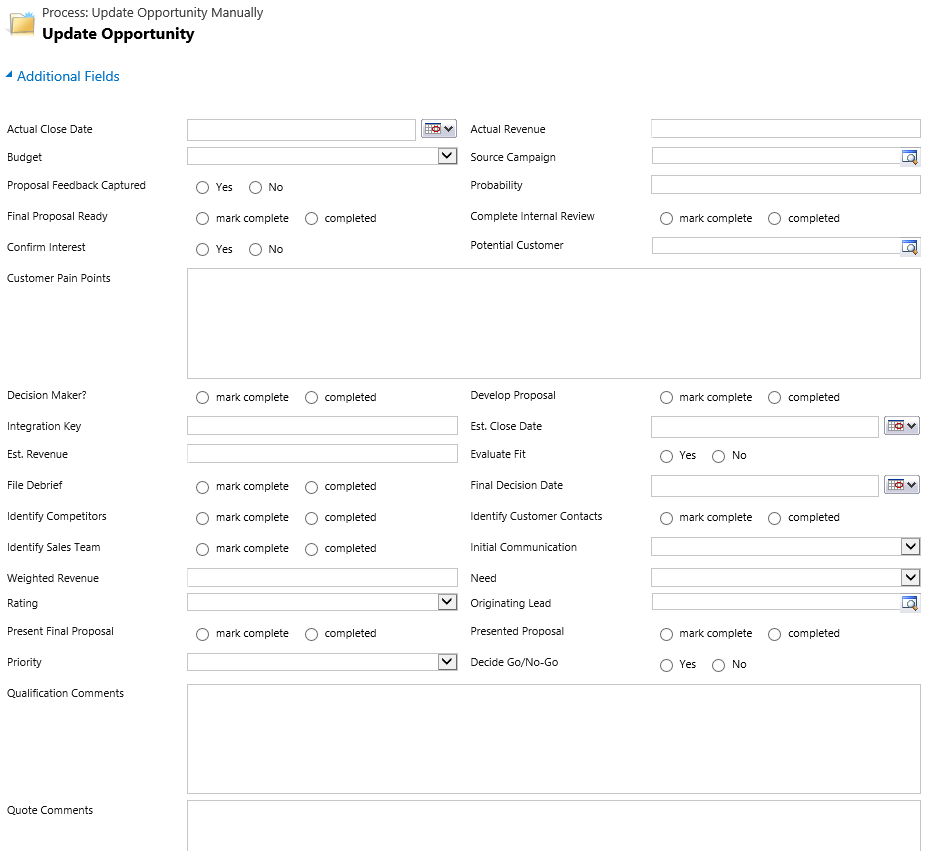 Process: Update Opportunity Manually
Update Opportunity
Additional Fields
Actual Close Date Actual Revenue
Budget Source Campaign
Proposal Feedback Captured Yes No Probability
Final Proposal Ready mark complete completed Complete Internal Review mark complete completed
Confirm Interest Yes No Potential Customer
Customer Pain Points
Decision Maker? mark complete completed Develop Proposal mark complete completed
Integration Key Est. Close Date
Est. Revenue Evaluate Fit Yes No
File Debrief mark complete completed Final Decision Date
Identify Competitors mark complete completed Identify Customer Contacts mark complete completed
Identify Sales Team mark complete completed Initial Communication
Weighted Revenue Need
Rating Originating Lead
Present Final Proposal mark complete completed Presented Proposal mark complete completed
Priority Decide Go/No-Go Yes No
Qualification Comments
Quote Comments